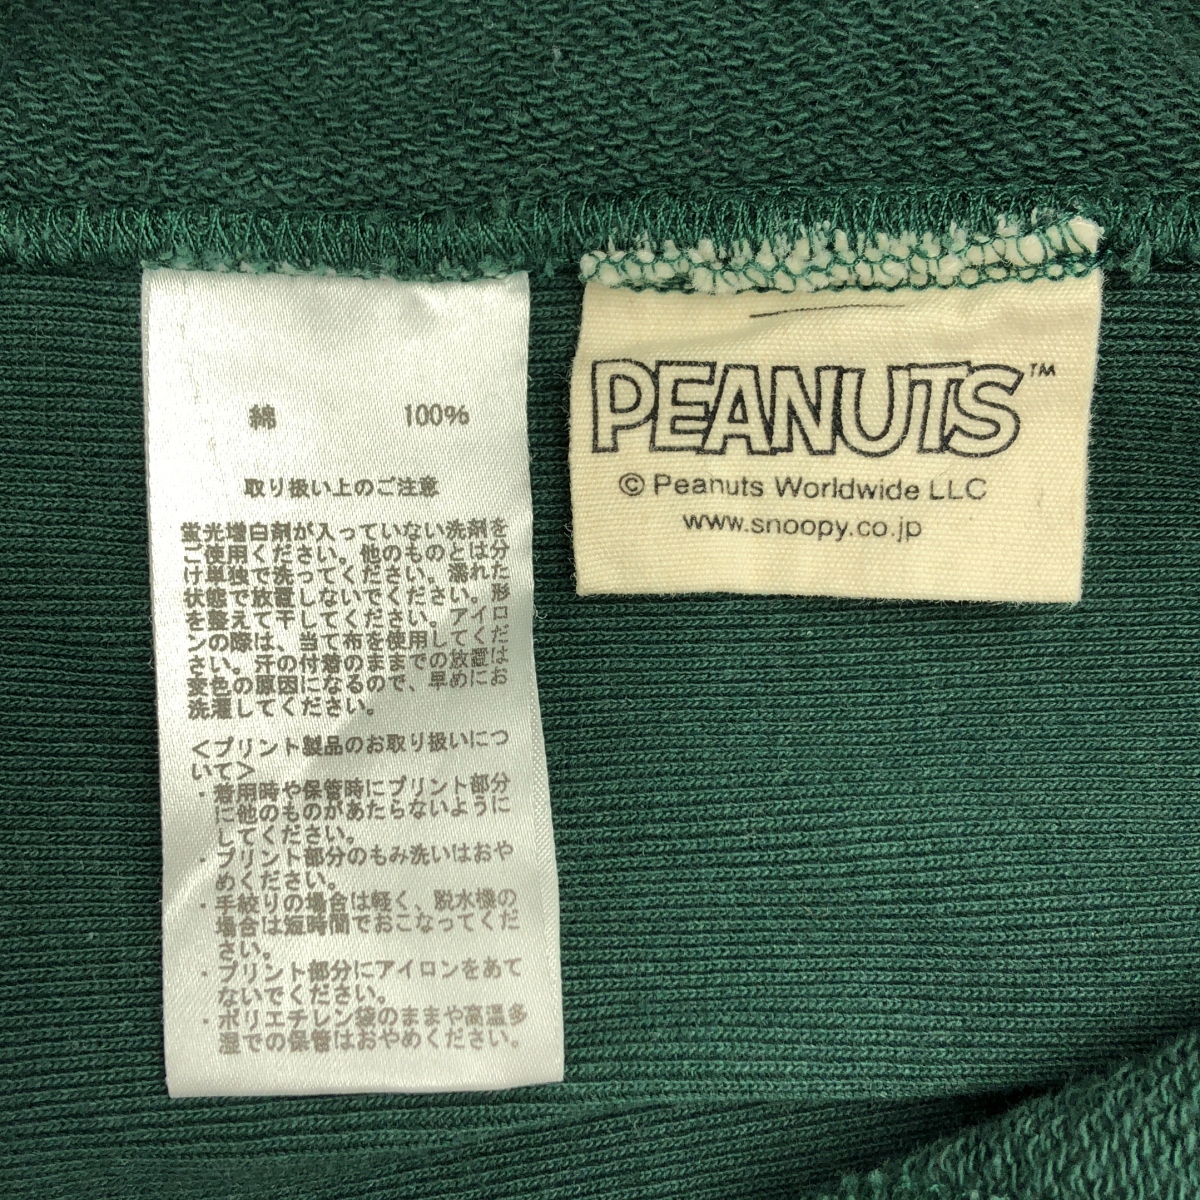 綿 100%
取り扱い上のご注意
蛍光増白剤が入っていない洗剤を
ご使用ください。他のものとは分
け単独で洗ってください。濡れた
状態で放置しないでください。形
を整えて干してください。アイロ
ンの際は、当て布を使用してくだ
さい。汗の付着のままでの放置は
変色の原因になるので、早めにお
洗濯してください。
＜プリント製品のお取り扱いにつ
いて＞
・着用時や保管時にプリント部分
に他のものがあたらないように
してください。
・プリント部分のもみ洗いはおや
めください。
・手絞りの場合は軽く、脱水機の
場合は短時間でおこなってくだ
さい。
・プリント部分にアイロンをあて
ないでください。
・ポリエチレン袋のままや高温多
湿での保管はおやめください。
PEANUTS™
© Peanuts Worldwide LLC
www.snoopy.co.jp